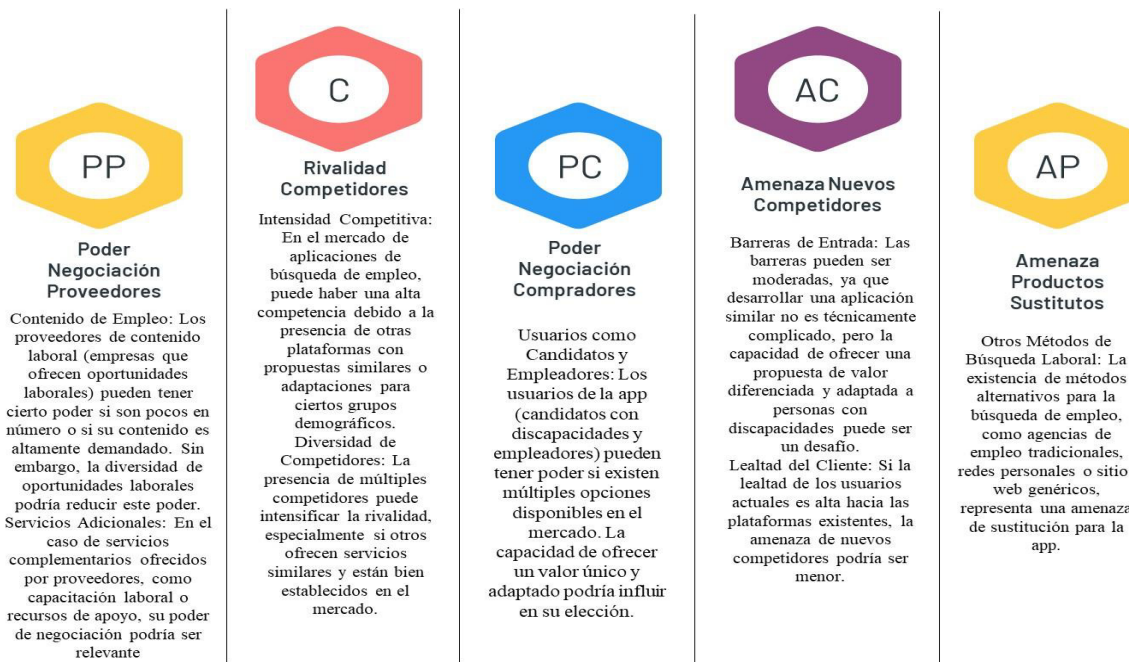 PP
Poder
Negociación
Proveedores
Contenido de Empleo: Los
proveedores de contenido
laboral (empresas que
ofrecen oportunidades
laborales) pueden tener
cierto poder si son pocos en
número o si su contenido es
altamente demandado. Sin
embargo, la diversidad de
oportunidades laborales
podría reducir este poder.
Servicios Adicionales: En el
caso de servicios
complementarios ofrecidos
por proveedores, como
capacitación laboral o
recursos de apoyo, su poder
de negociación podría ser
relevante
C
Rivalidad
Competidores
Intensidad Competitiva:
En el mercado de
aplicaciones de
búsqueda de empleo,
puede haber una alta
competencia debido a la
presencia de otras
plataformas con
propuestas similares o
adaptaciones para
ciertos grupos
demográficos.
Diversidad de
Competidores: La
presencia de múltiples
competidores puede
intensificar la rivalidad,
especialmente si otros
ofrecen servicios
similares y están bien
establecidos en el
mercado.
PC
Poder
Negociación
Compradores
Usuarios como
Candidatos y
Empleadores: Los
usuarios de la app
(candidatos con
discapacidades y
empleadores) pueden
tener poder si existen
múltiples opciones
disponibles en el
mercado. La
capacidad de ofrecer
un valor único y
adaptado podría influir
en su elección.
AC
Amenaza Nuevos
Competidores
Barreras de Entrada: Las
barreras pueden ser
moderadas, ya que
desarrollar una aplicación
similar no es técnicamente
complicado, pero la
capacidad de ofrecer una
propuesta de valor
diferenciada y adaptada a
personas con
discapacidades puede ser
un desafío.
Lealtad del Cliente: Si la
lealtad de los usuarios
actuales es alta hacia las
plataformas existentes, la
amenaza de nuevos
competidores podría ser
menor.
AP
Amenaza
Productos
Sustitutos
Otros Métodos de
Búsqueda Laboral: La
existencia de métodos
alternativos para la
búsqueda de empleo,
como agencias de
empleo tradicionales,
redes personales o sitio
web genéricos,
representa una amenaza
de sustitución para la
app.